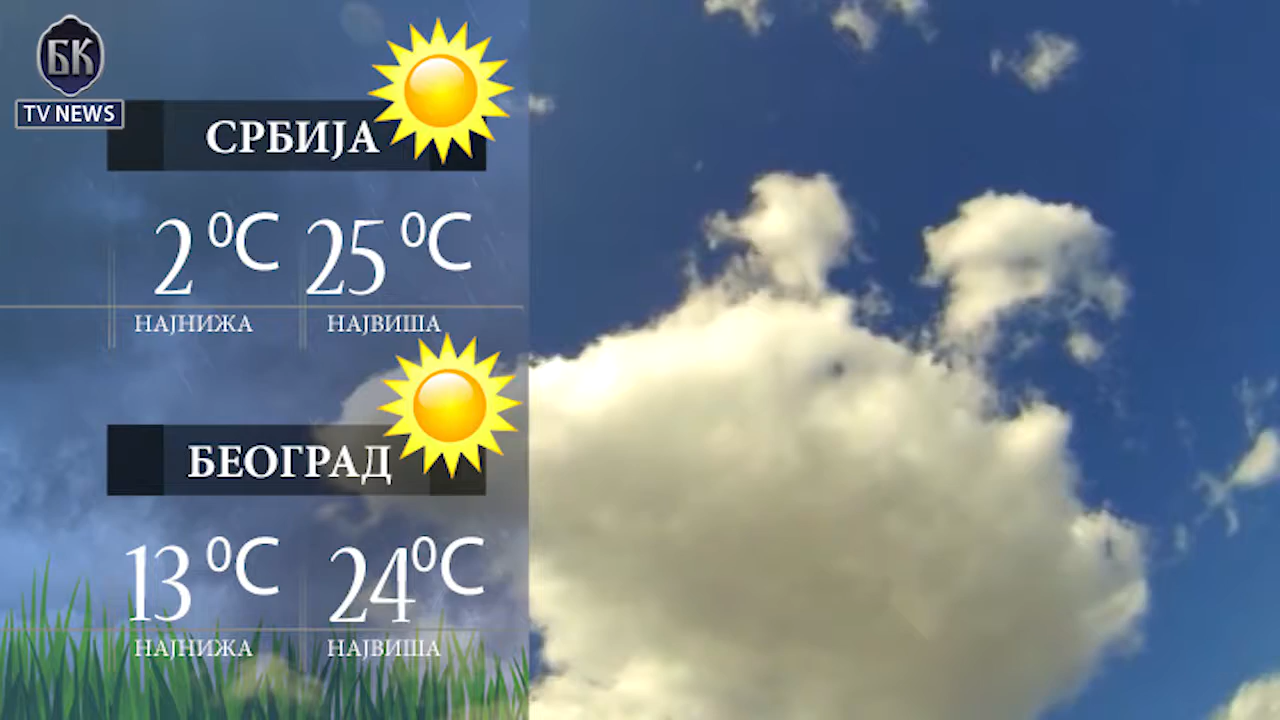 БК
TV NEWS
СРБИЈА
2 °C 25 °C
НАЈНИЖА НАЈВИША
БЕОГРАД
13 °C 24 °C
НАЈНИЖА НАЈВИША